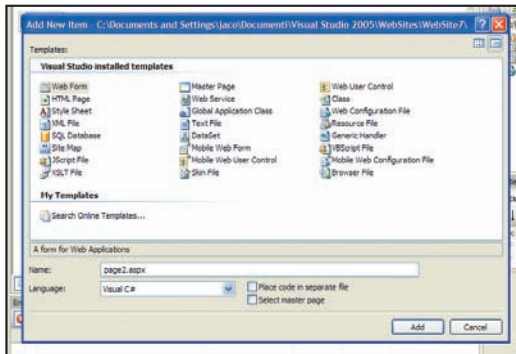 Add New Item - C:\Documents and Settings\jaco\Documenti\Visual Studio 2005\WebSites\WebSite7\
Templates:
Visual Studio installed templates
Web Form
Master Page
Web User Control
HTML Page
Web Service
Class
Style Sheet
Global Application Class
Web Configuration File
XML File
Text File
Resource File
SQL Database
DataSet
Generic Handler
Site Map
Mobile Web Form
VBScript File
JScript File
Mobile Web User Control
Mobile Web Configuration File
XSLT File
Skin File
Browser File
My Templates
Search Online Templates...
A form for Web Applications
Name:
page2.aspx
Language:
Visual C#
Place code in separate file
Select master page
Add
Cancel